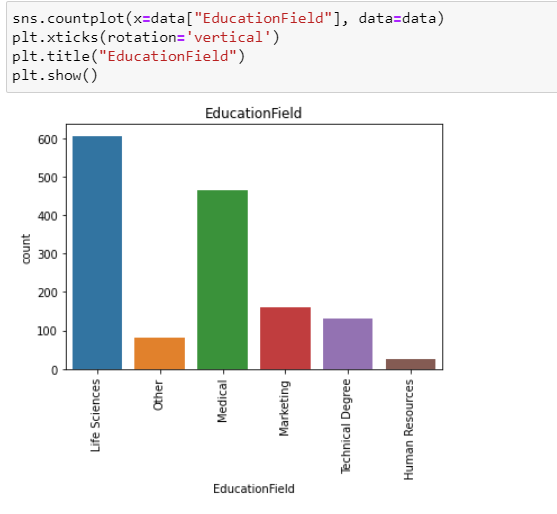 sns.countplot(x=data["EducationField"], data=data)
plt.xticks(rotation='vertical')
plt.title("EducationField")
plt.show()
EducationField
600
500
400
300
200
100
0
count
Life Sciences
Other
Medical
Marketing
Technical Degree
Human Resources
EducationField